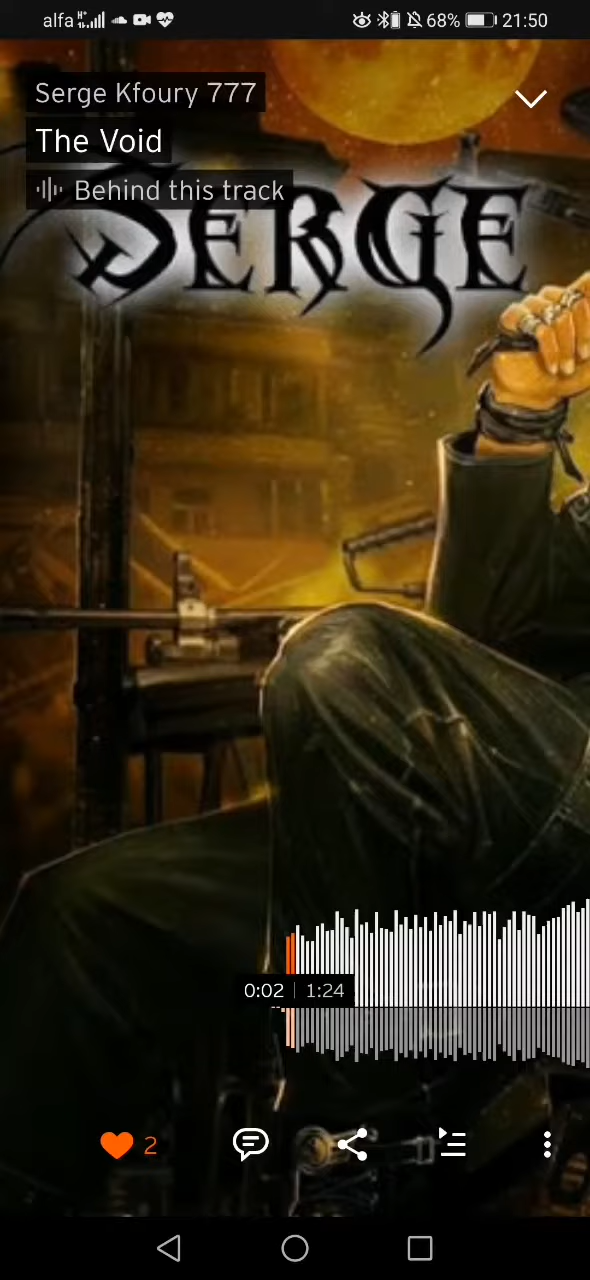 alfa H+ 68% 21:50
Serge Kfoury 777
The Void
Behind this track
SERGE
0:02 | 1:24
2